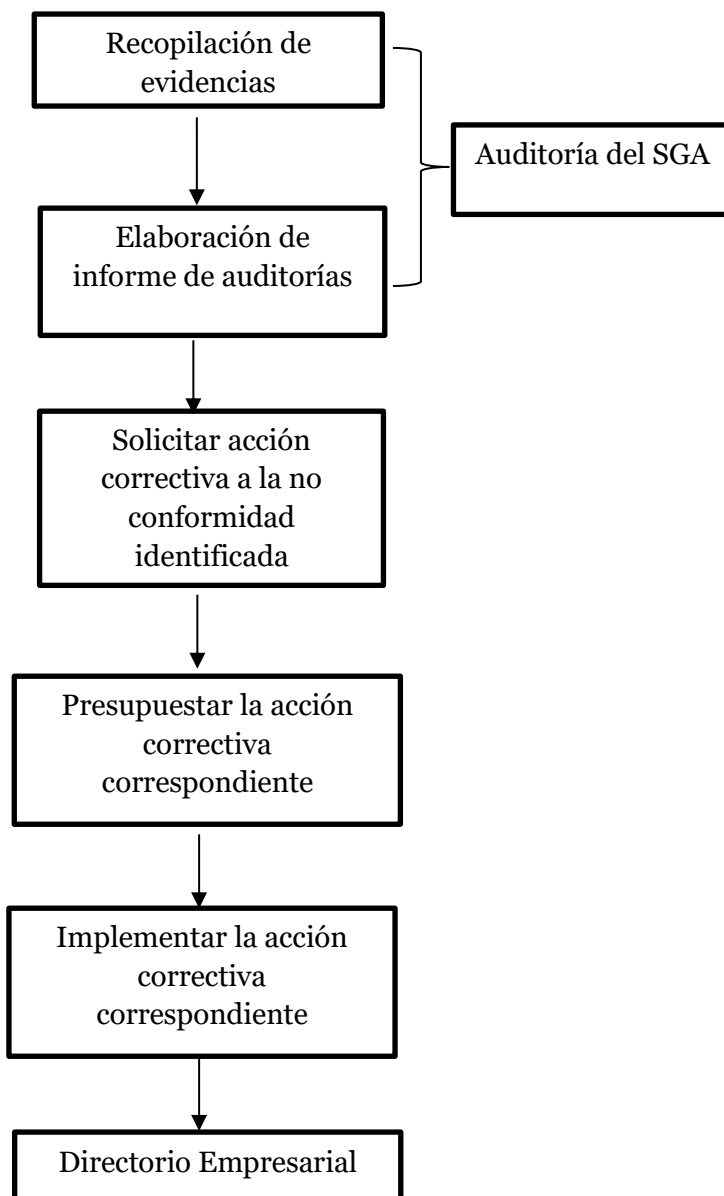 Recopilación de
evidencias
Auditoría del SGA
Elaboración de
informe de auditorías
Solicitar acción
correctiva a la no
conformidad
identificada
Presupuestar la acción
correctiva
correspondiente
Implementar la acción
correctiva
correspondiente
Directorio Empresarial